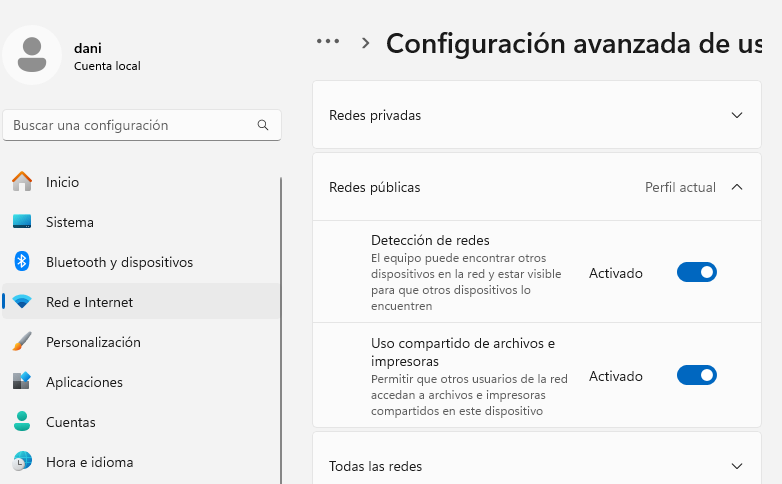 dani
Cuenta local
Buscar una configuración
Inicio
Sistema
Bluetooth y dispositivos
Red e Internet
Personalización
Aplicaciones
Cuentas
Hora e idioma
··· > Configuración avanzada de us
Redes privadas
Redes públicas Perfil actual
Detección de redes
El equipo puede encontrar otros
dispositivos en la red y estar visible
para que otros dispositivos lo
encuentren
Activado
Uso compartido de archivos e
impresoras
Permitir que otros usuarios de la red
accedan a archivos e impresoras
compartidos en este dispositivo
Activado
Todas las redes